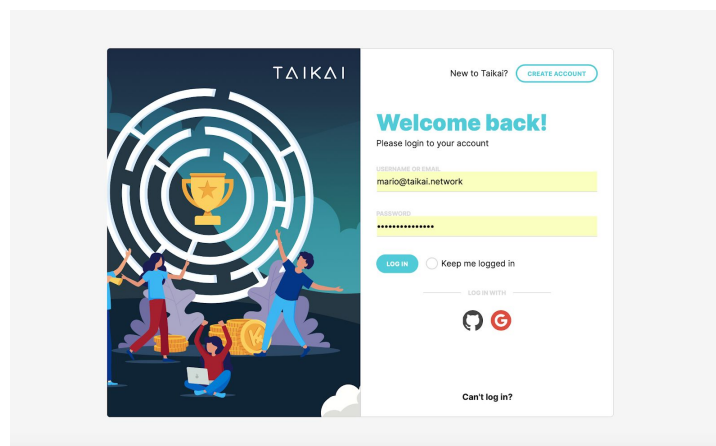 TAIKAI
New to Taikai? CREATE ACCOUNT
Welcome back!
Please login to your account
USERNAME OR EMAIL
mario@taikai.network
PASSWORD
•••••••••••••••
LOG IN Keep me logged in
LOG IN WITH
G
Can't log in?